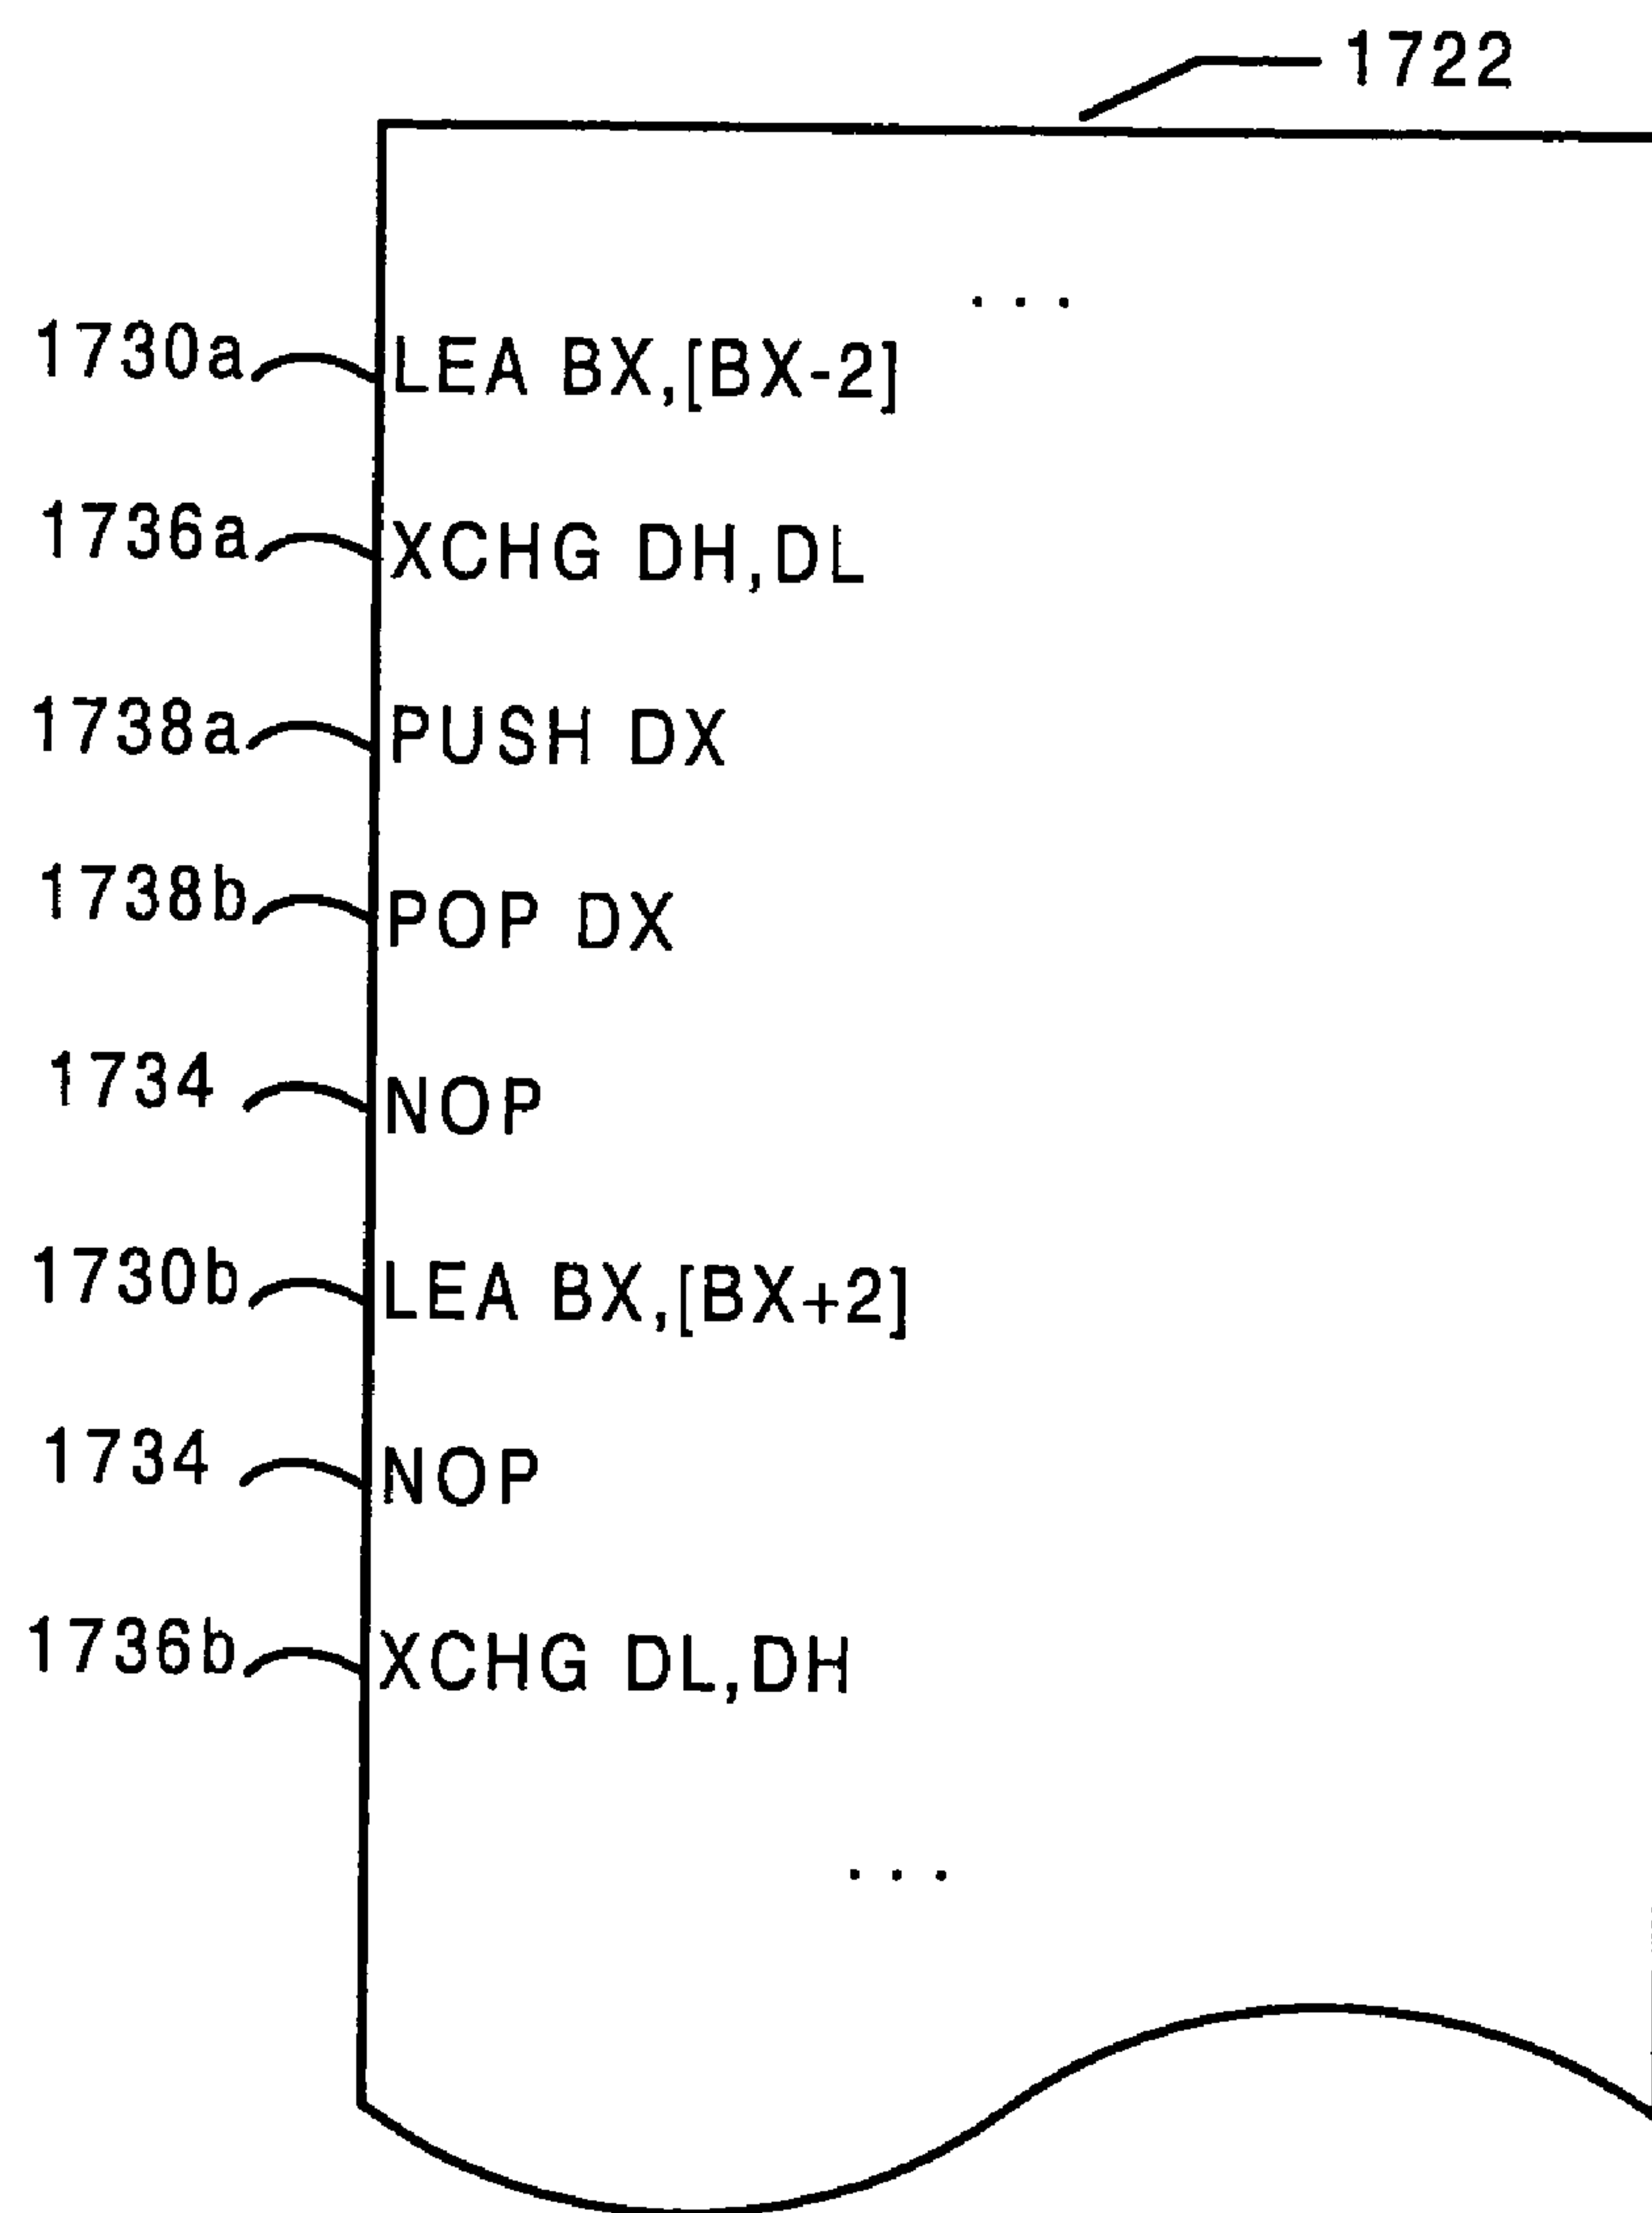 1722
...
1730a LEA BX,[BX-2]
1736a XCHG DH,DL
1738a PUSH DX
1738b POP DX
1734 NOP
1730b LEA BX,[BX+2]
1734 NOP
1736b XCHG DL,DH
...